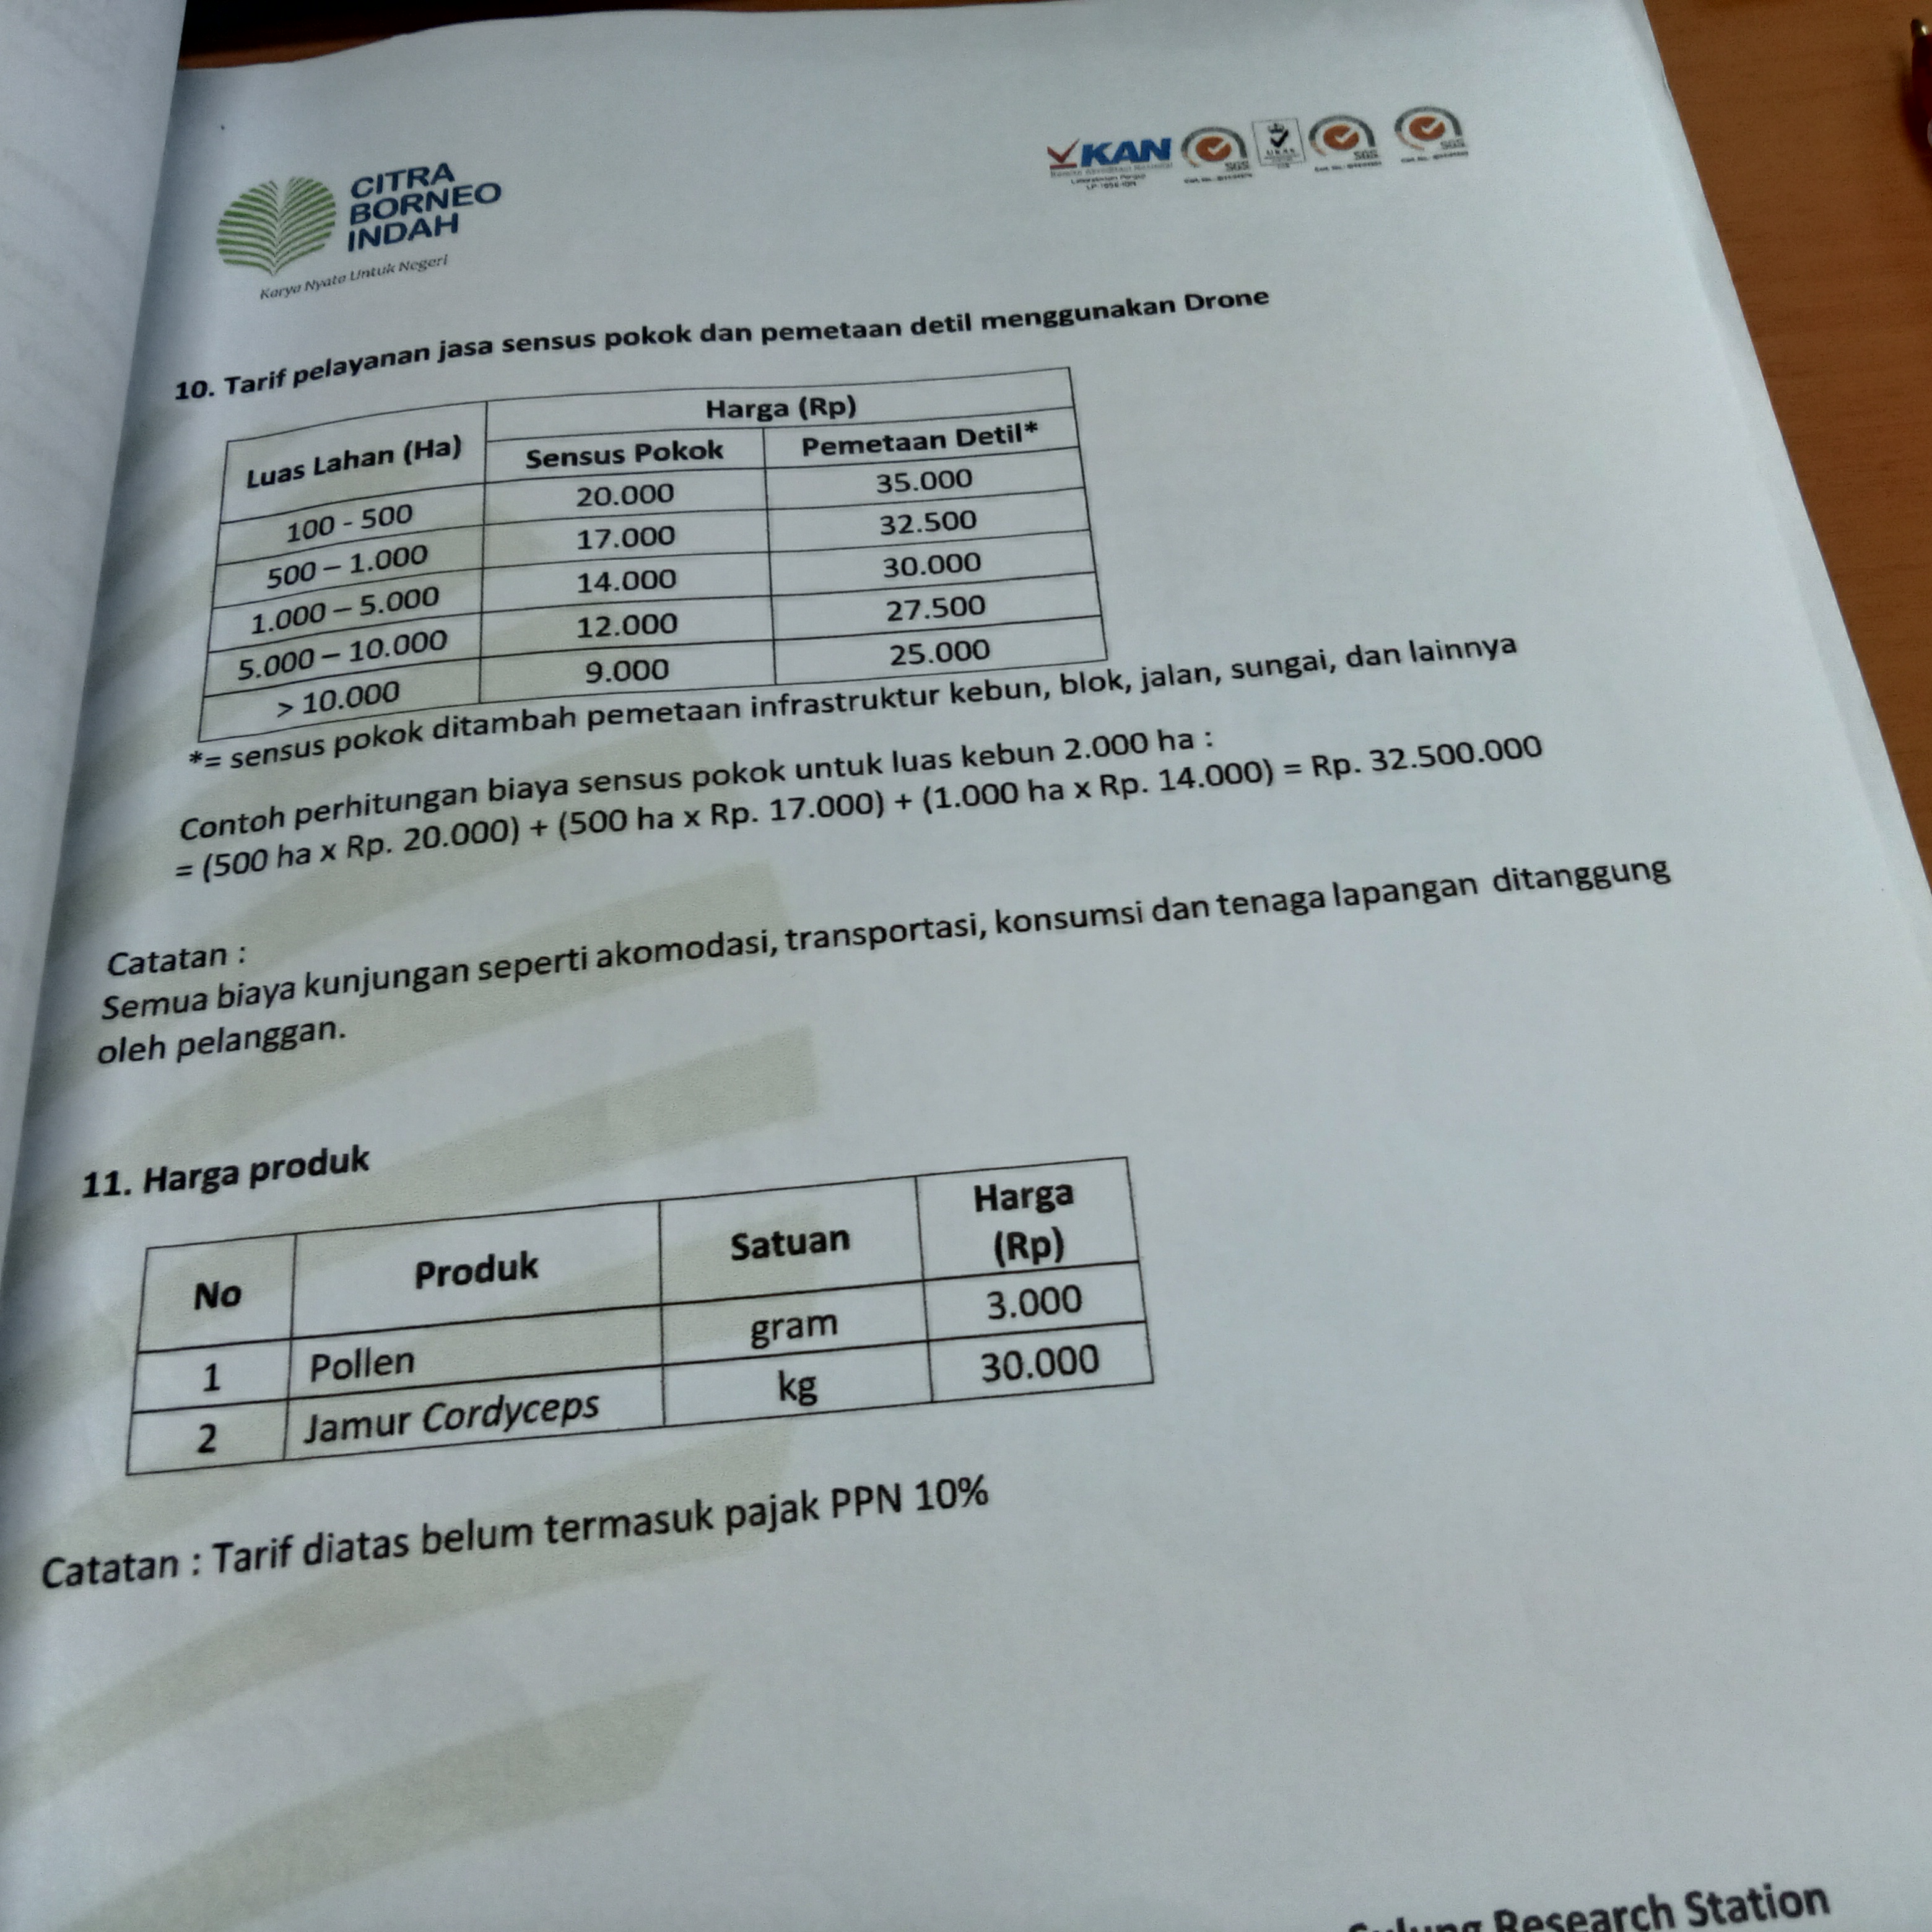 CITRA
BORNEO
INDAH
Karya Nyata Untuk Negeri
KAN
SGS
SGS
SGS
10. Tarif pelayanan jasa sensus pokok dan pemetaan detil menggunakan Drone
Luas Lahan (Ha) Harga (Rp)
Sensus Pokok Pemetaan Detil*
100 - 500 20.000 35.000
500 – 1.000 17.000 32.500
1.000 – 5.000 14.000 30.000
5.000 – 10.000 12.000 27.500
> 10.000 9.000 25.000
*= sensus pokok ditambah pemetaan infrastruktur kebun, blok, jalan, sungai, dan lainnya
Contoh perhitungan biaya sensus pokok untuk luas kebun 2.000 ha :
= (500 ha x Rp. 20.000) + (500 ha x Rp. 17.000) + (1.000 ha x Rp. 14.000) = Rp. 32.500.000
Catatan :
Semua biaya kunjungan seperti akomodasi, transportasi, konsumsi dan tenaga lapangan ditanggung
oleh pelanggan.
11. Harga produk
No Produk Satuan Harga (Rp)
1 Pollen gram 3.000
2 Jamur Cordyceps kg 30.000
Catatan : Tarif diatas belum termasuk pajak PPN 10%
Research Station